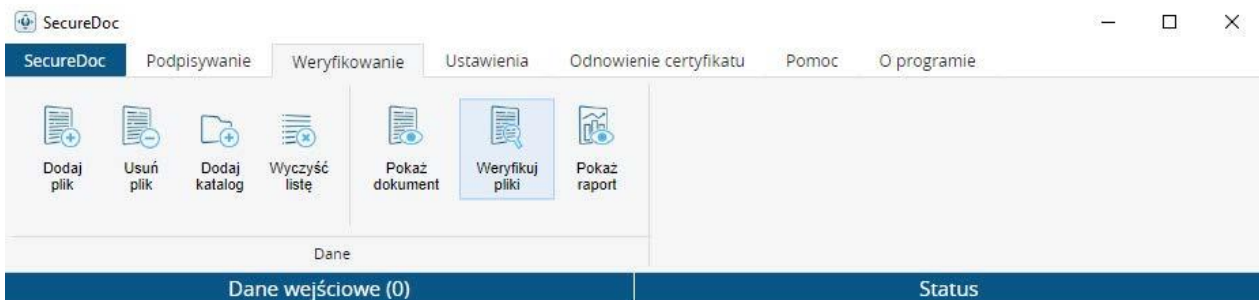 SecureDoc
SecureDoc Podpisywanie Weryfikowanie Ustawienia Odnowienie certyfikatu Pomoc O programie
Dodaj Usuń Dodaj Wyczyść Pokaż Weryfikuj Pokaż
plik plik katalog listę dokument pliki raport
Dane
Dane wejściowe (0) Status